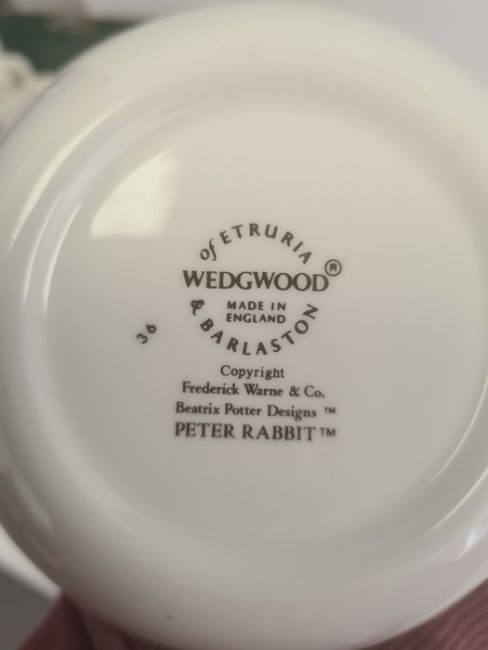 of ETRURIA
WEDGWOOD®
MADE IN
ENGLAND
& BARLASTON
36
Copyright
Frederick Warne & Co.
Beatrix Potter Designs ™
PETER RABBIT™